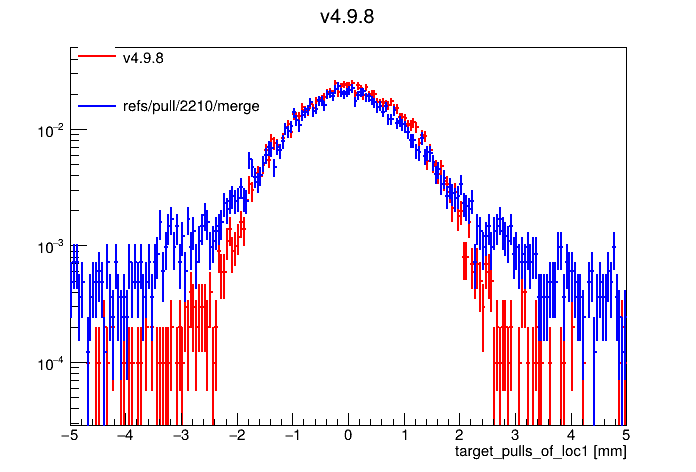 v4.9.8
v4.9.8
refs/pull/2210/merge
10⁻²
10⁻³
10⁻⁴
−5 −4 −3 −2 −1 0 1 2 3 4 5
target_pulls_of_loc1 [mm]